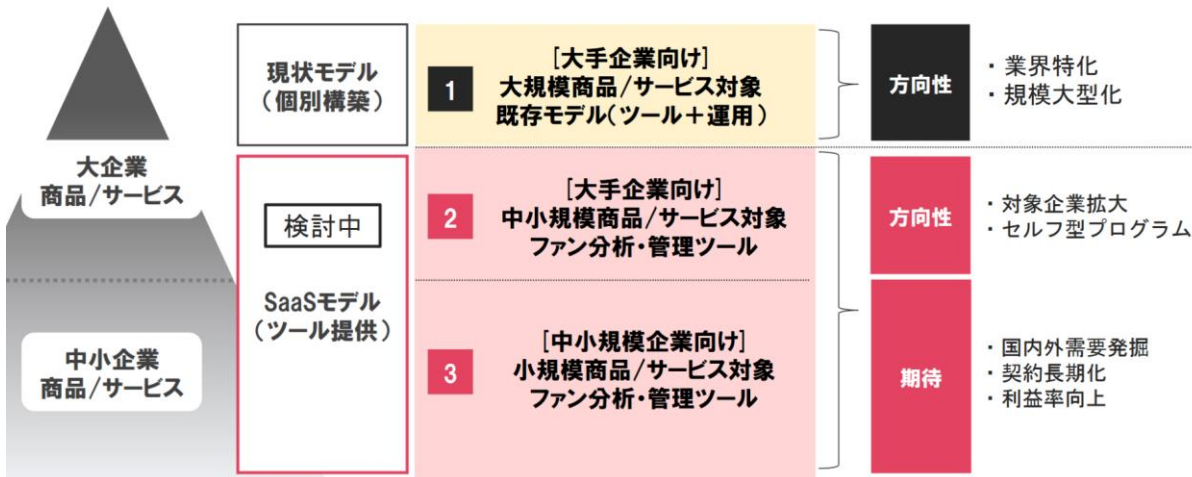 大企業
商品/サービス
中小企業
商品/サービス
現状モデル
（個別構築）
検討中
SaaSモデル
（ツール提供）
1
[大手企業向け]
大規模商品/サービス対象
既存モデル（ツール＋運用）
2
[大手企業向け]
中小規模商品/サービス対象
ファン分析・管理ツール
3
[中小規模企業向け]
小規模商品/サービス対象
ファン分析・管理ツール
方向性
・業界特化
・規模大型化
方向性
・対象企業拡大
・セルフ型プログラム
期待
・国内外需要発掘
・契約長期化
・利益率向上